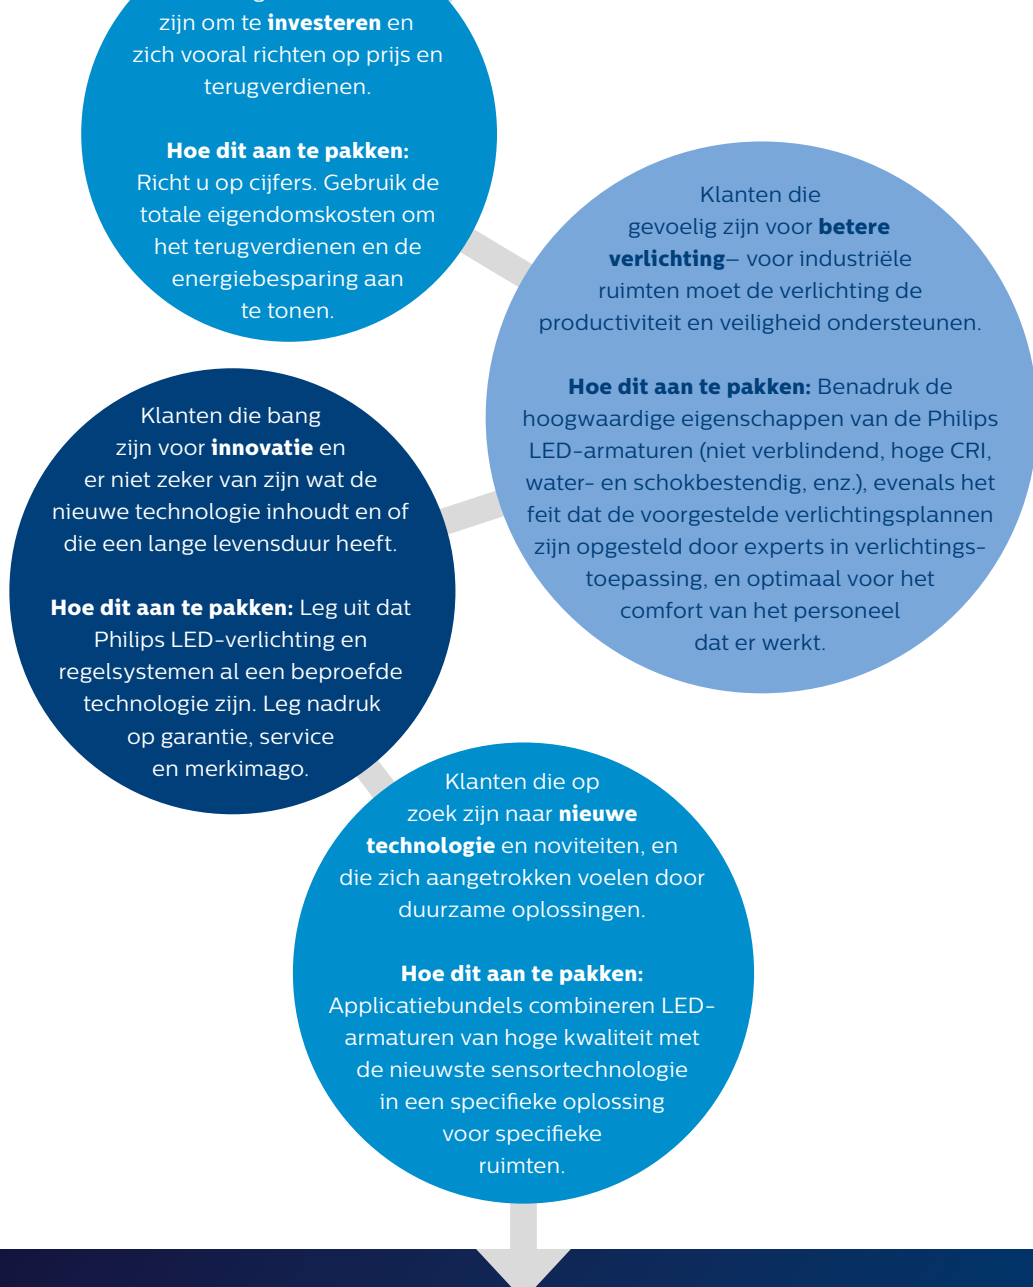 zijn om te investeren en
zich vooral richten op prijs en
terugverdienen.
Hoe dit aan te pakken:
Richt u op cijfers. Gebruik de
totale eigendomskosten om
het terugverdienen en de
energiebesparing aan
te tonen.
Klanten die
gevoelig zijn voor betere
verlichting– voor industriële
ruimten moet de verlichting de
productiviteit en veiligheid ondersteunen.
Hoe dit aan te pakken: Benadruk de
hoogwaardige eigenschappen van de Philips
LED-armaturen (niet verblindend, hoge CRI,
water- en schokbestendig, enz.), evenals het
feit dat de voorgestelde verlichtingsplannen
zijn opgesteld door experts in verlichtings-
toepassing, en optimaal voor het
comfort van het personeel
dat er werkt.
Klanten die bang
zijn voor innovatie en
er niet zeker van zijn wat de
nieuwe technologie inhoudt en of
die een lange levensduur heeft.
Hoe dit aan te pakken: Leg uit dat
Philips LED-verlichting en
regelsystemen al een beproefde
technologie zijn. Leg nadruk
op garantie, service
en merkimago.
Klanten die op
zoek zijn naar nieuwe
technologie en noviteiten, en
die zich aangetrokken voelen door
duurzame oplossingen.
Hoe dit aan te pakken:
Applicatiebundels combineren LED-
armaturen van hoge kwaliteit met
de nieuwste sensortechnologie
in een specifieke oplossing
voor specifieke
ruimten.